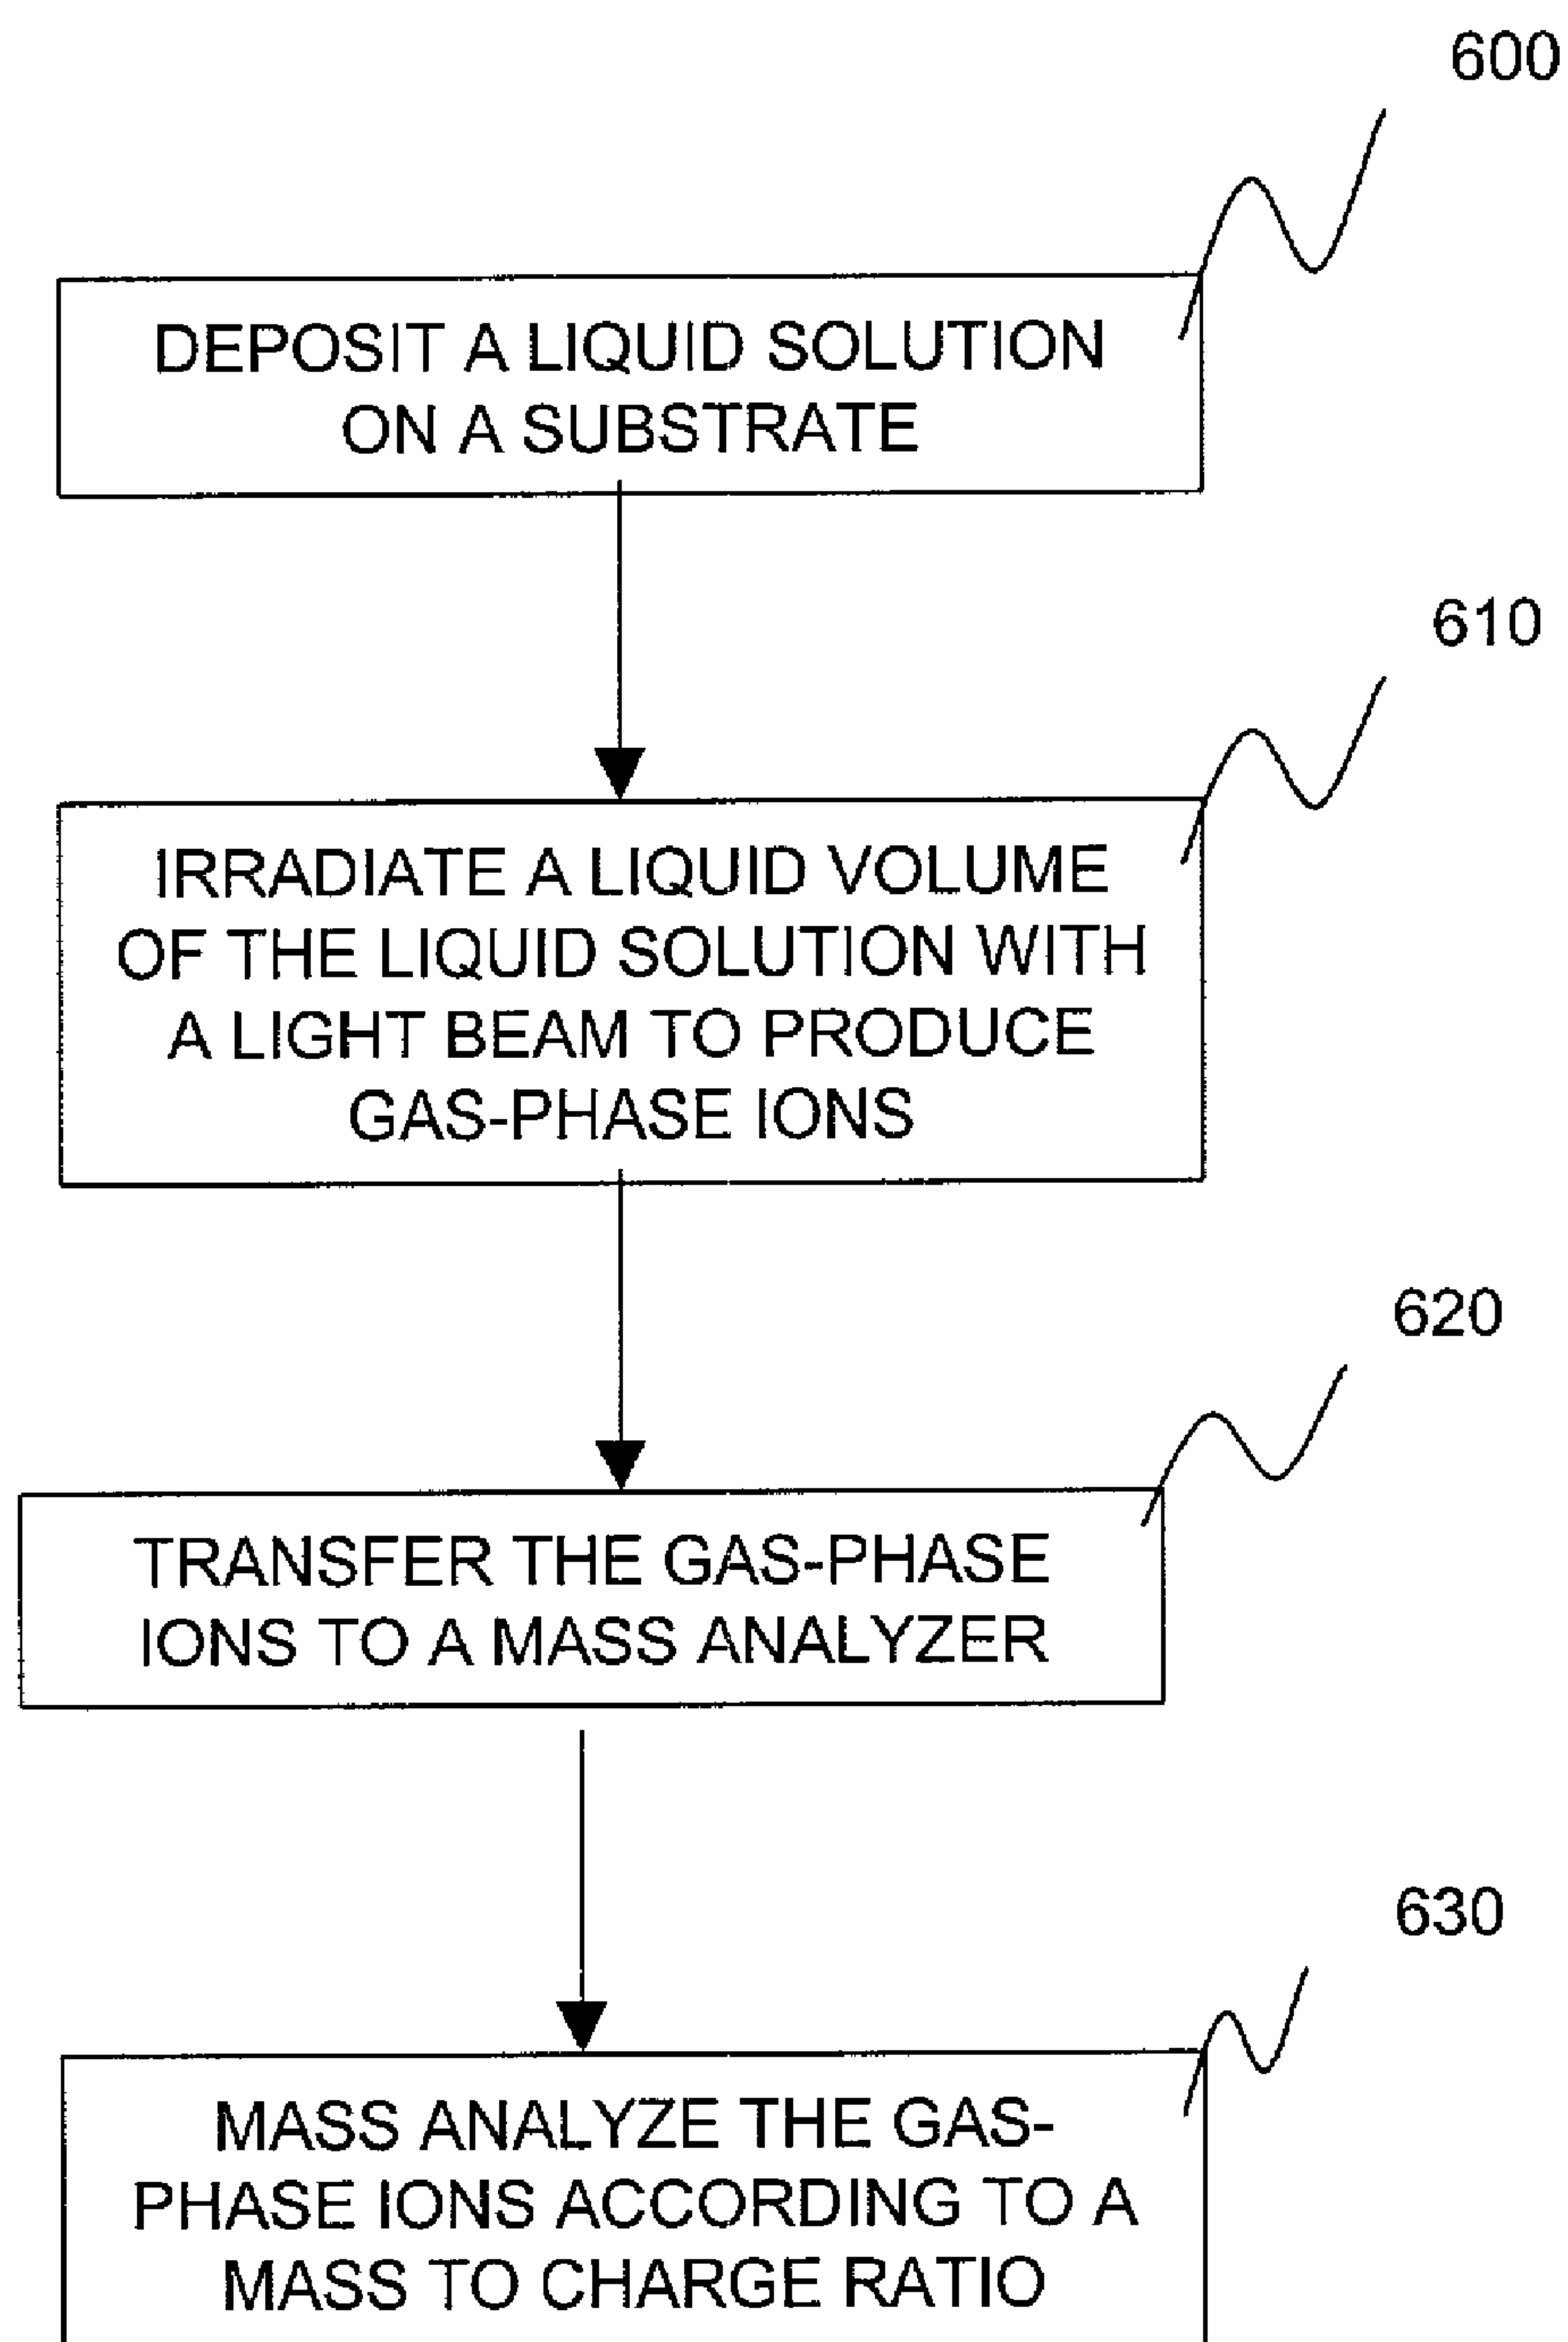 600
DEPOSIT A LIQUID SOLUTION
ON A SUBSTRATE
610
IRRADIATE A LIQUID VOLUME
OF THE LIQUID SOLUTION WITH
A LIGHT BEAM TO PRODUCE
GAS-PHASE IONS
620
TRANSFER THE GAS-PHASE
IONS TO A MASS ANALYZER
630
MASS ANALYZE THE GAS-
PHASE IONS ACCORDING TO A
MASS TO CHARGE RATIO